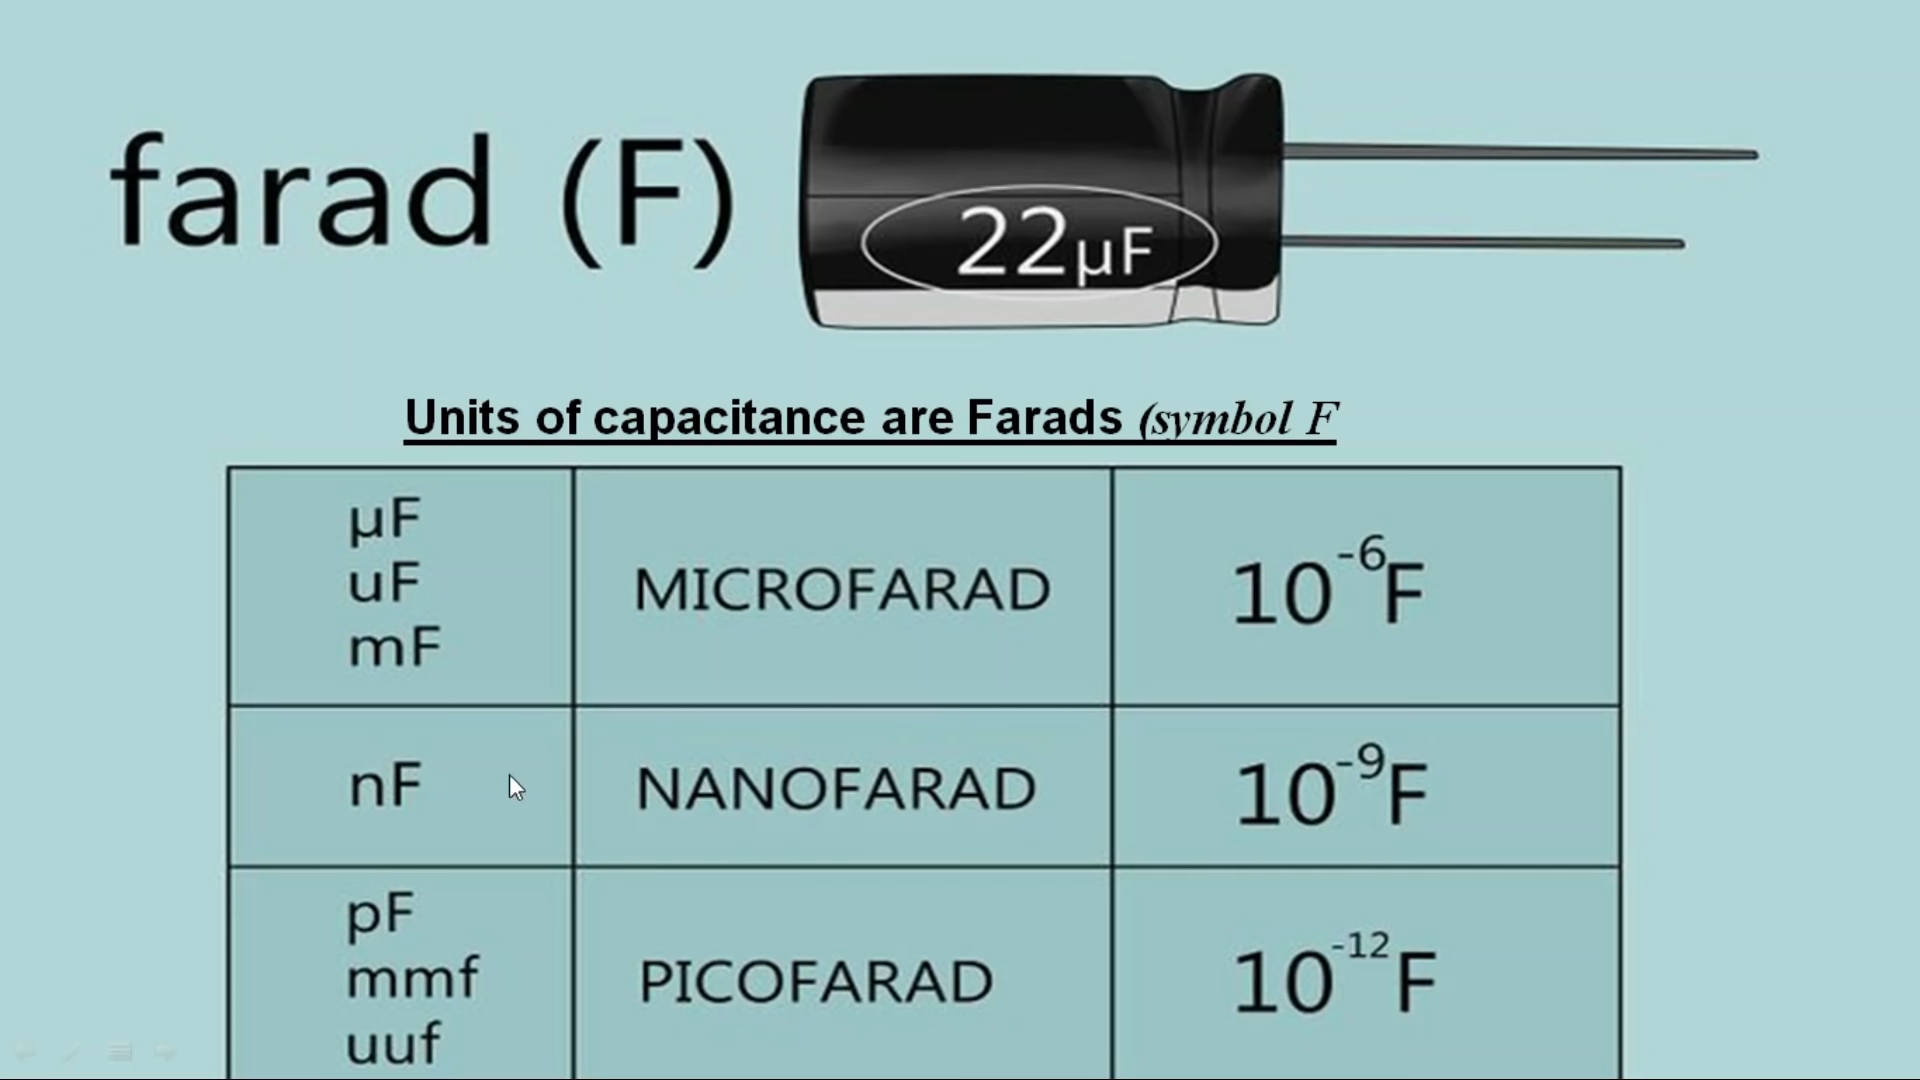 farad (F)
22µF
Units of capacitance are Farads (symbol F
µF
uF
mF
MICROFARAD
10⁻⁶F
nF
NANOFARAD
10⁻⁹F
pF
mmf
uuf
PICOFARAD
10⁻¹²F